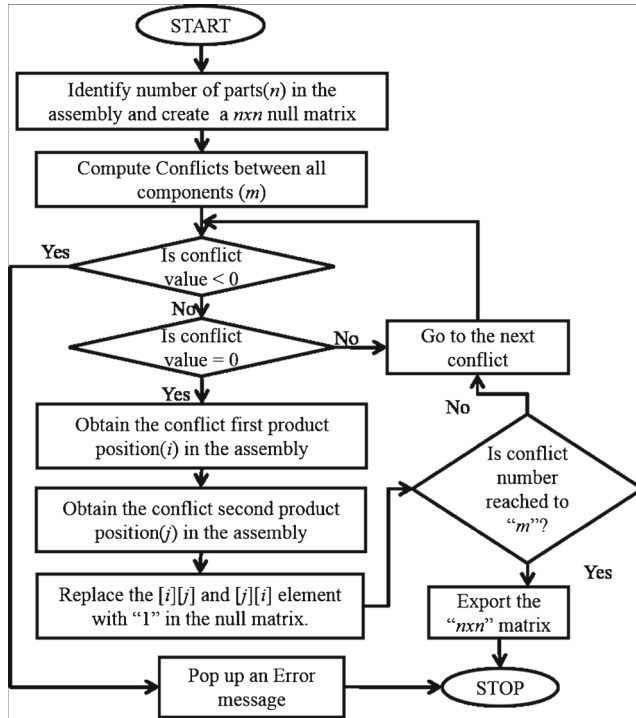 START
Identify number of parts(n) in the
assembly and create a nxn null matrix
Compute Conflicts between all
components (m)
Yes
Is conflict
value < 0
No
Is conflict
value = 0
No
Go to the next
conflict
Yes
No
Obtain the conflict first product
position(i) in the assembly
Is conflict
number
reached to
“m”?
Obtain the conflict second product
position(j) in the assembly
Replace the [i][j] and [j][i] element
with “1” in the null matrix.
Yes
Export the
“nxn” matrix
Pop up an Error
message
STOP